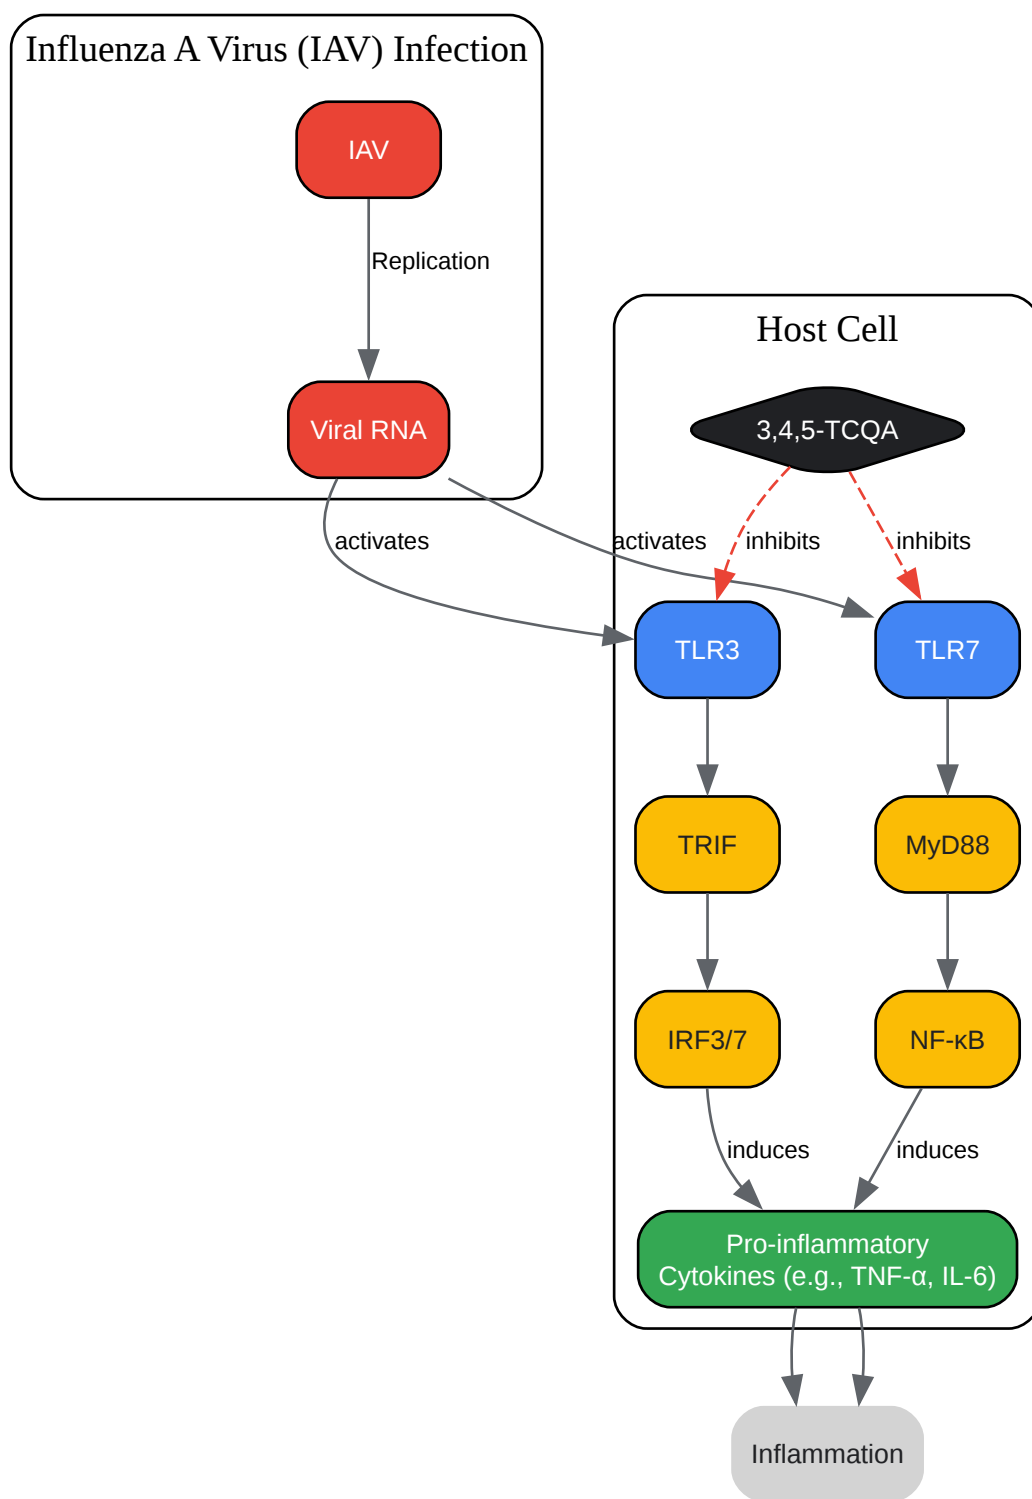 Influenza A Virus (IAV) Infection
IAV
Replication
Host Cell
Viral RNA
3,4,5-TCQA
activates
activates
inhibits
inhibits
TLR3
TLR7
TRIF
MyD88
IRF3/7
NF-κB
induces
induces
Pro-inflammatory
Cytokines (e.g., TNF-α, IL-6)
Inflammation